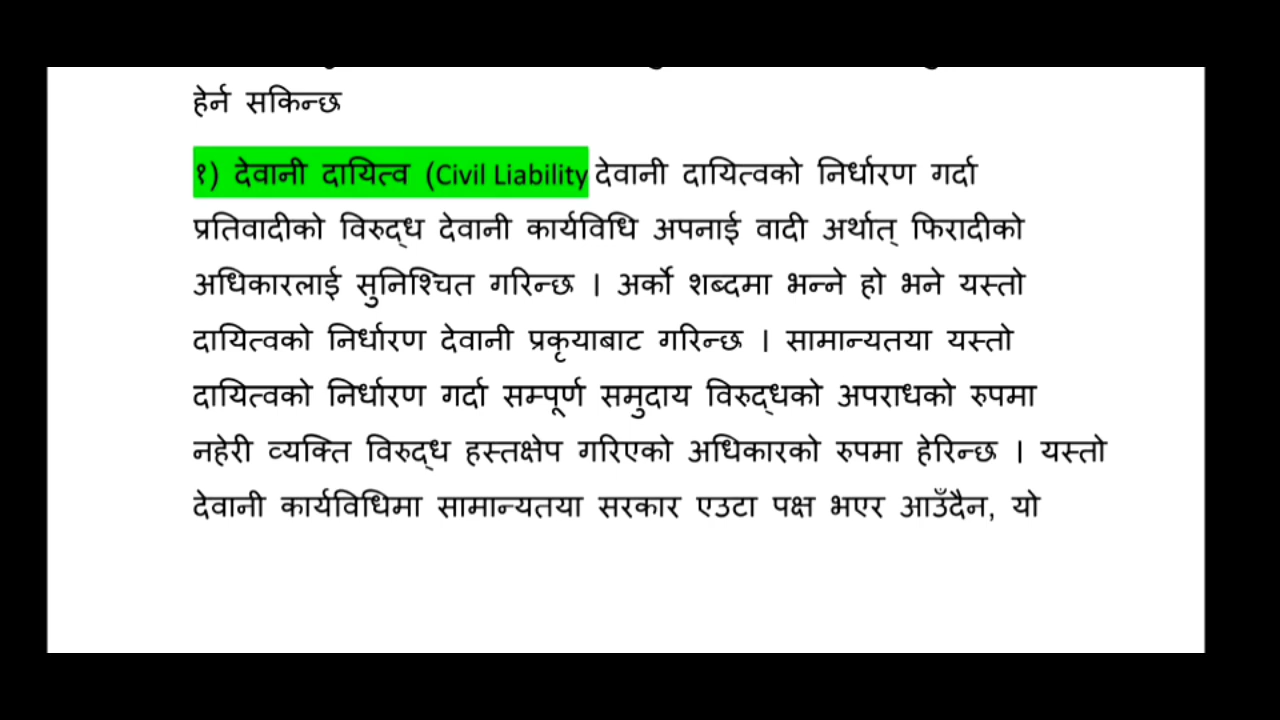 हेर्न सकिन्छ
१) देवानी दायित्व (Civil Liability देवानी दायित्वको निर्धारण गर्दा
प्रतिवादीको विरुद्ध देवानी कार्यविधि अपनाई वादी अर्थात् फिरादीको
अधिकारलाई सुनिश्चित गरिन्छ । अर्को शब्दमा भन्ने हो भने यस्तो
दायित्वको निर्धारण देवानी प्रकृयाबाट गरिन्छ । सामान्यतया यस्तो
दायित्वको निर्धारण गर्दा सम्पूर्ण समुदाय विरुद्धको अपराधको रुपमा
नहेरी व्यक्ति विरुद्ध हस्तक्षेप गरिएको अधिकारको रुपमा हेरिन्छ । यस्तो
देवानी कार्यविधिमा सामान्यतया सरकार एउटा पक्ष भएर आउँदैन, यो